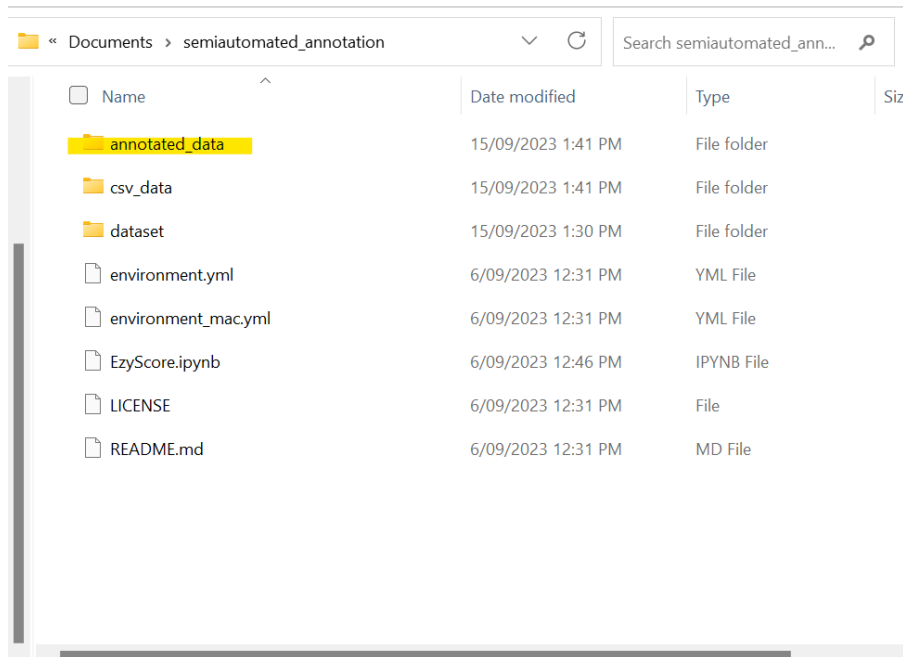 « Documents > semiautomated_annotation Search semiautomated_ann...
Name Date modified Type Siz
annotated_data 15/09/2023 1:41 PM File folder
csv_data 15/09/2023 1:41 PM File folder
dataset 15/09/2023 1:30 PM File folder
environment.yml 6/09/2023 12:31 PM YML File
environment_mac.yml 6/09/2023 12:31 PM YML File
EzyScore.ipynb 6/09/2023 12:46 PM IPYNB File
LICENSE 6/09/2023 12:31 PM File
README.md 6/09/2023 12:31 PM MD File